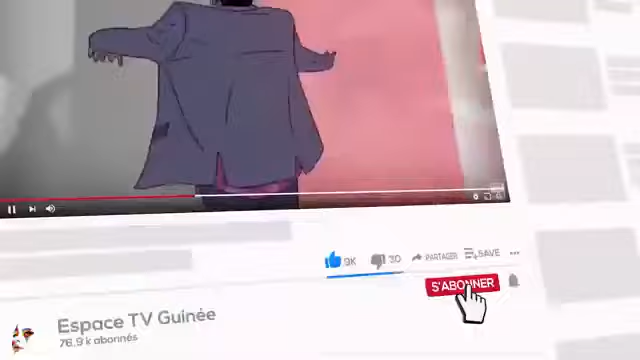 9K 30 PARTAGER SAVE
S'ABONNER
Espace TV Guinée
76.9 k abonnés